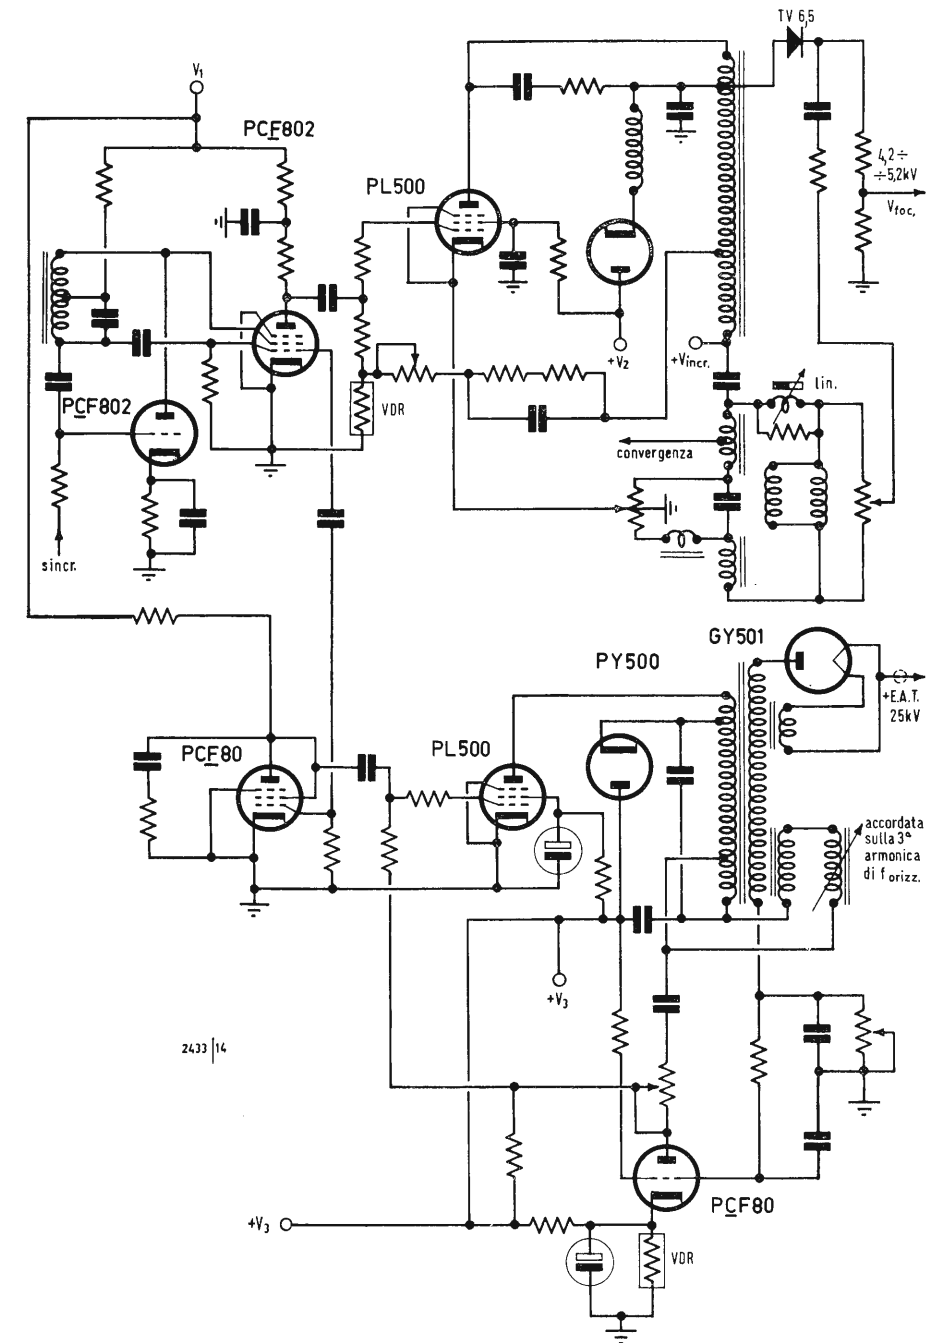 TV 6,5
V1
PCF802
PL500
4,2 ÷
÷5,2kV
Vfoc,
+V2
+Vincr.
lin.
VDR
PCF802
convergenza
sincr.
GY501
PY500
+E.A.T.
25kV
PCF80
PL500
accordata
sulla 3ª
armonica
di f orizz.
+V3
2433 | 14
PCF80
+V3
VDR